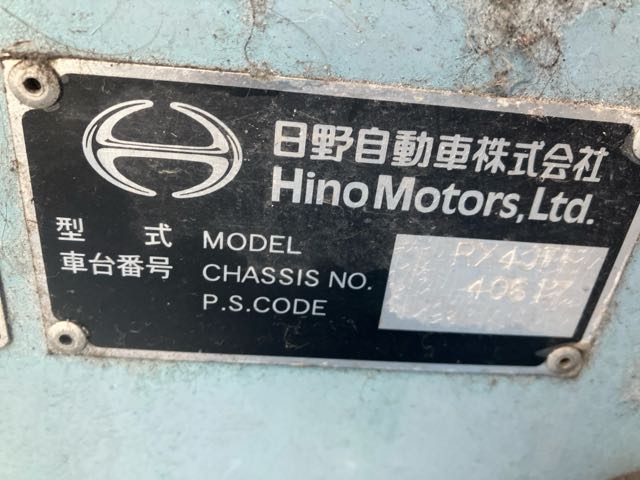 日野自動車株式会社
Hino Motors, Ltd.
型 式 MODEL
車台番号 CHASSIS NO.
P.S.CODE